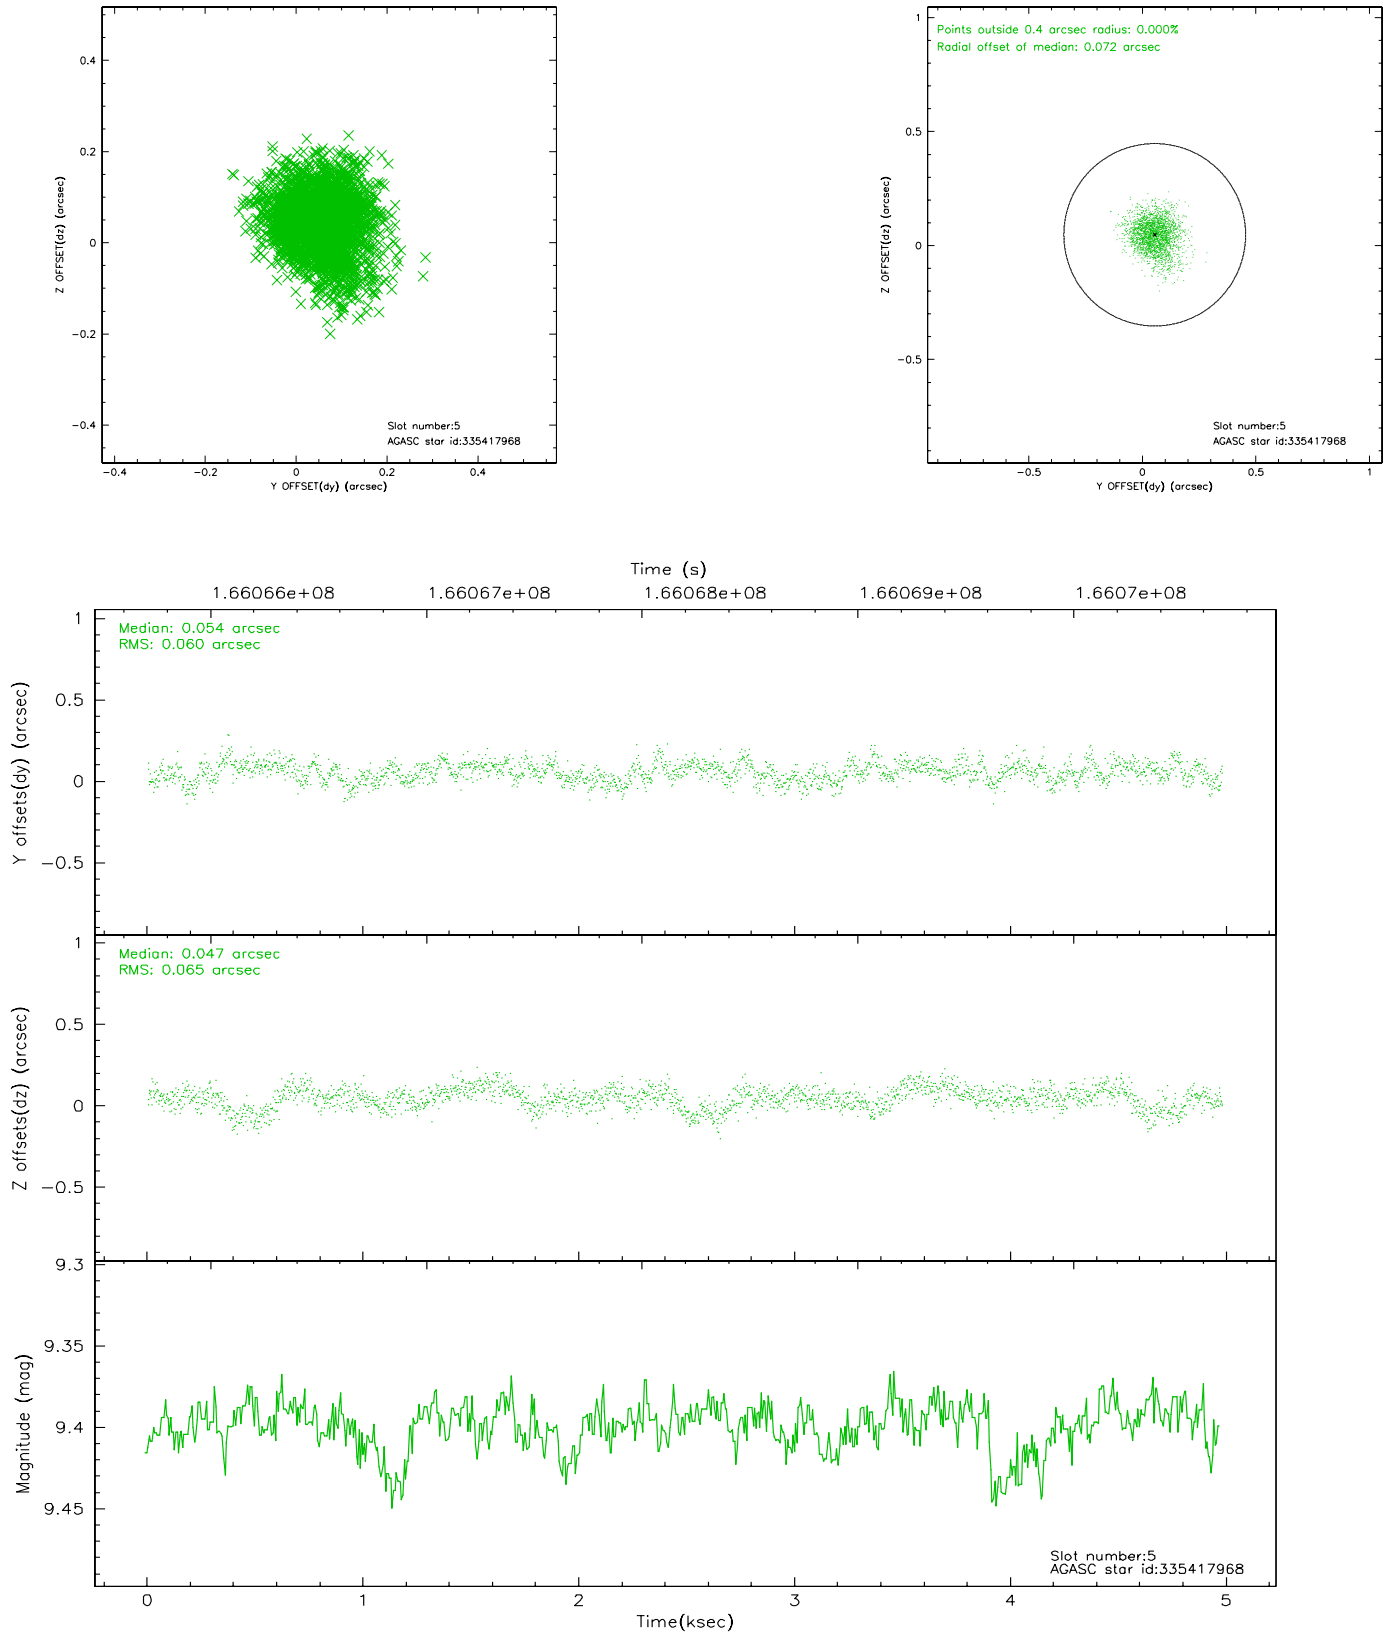 0.4
0.2
0
−0.2
−0.4
Z OFFSET(dz) (arcsec)
Slot number:5
AGASC star id:335417968
−0.4 −0.2 0 0.2 0.4
Y OFFSET(dy) (arcsec)
Points outside 0.4 arcsec radius: 0.000%
Radial offset of median: 0.072 arcsec
1
0.5
0
−0.5
Z OFFSET(dz) (arcsec)
Slot number:5
AGASC star id:335417968
−0.5 0 0.5 1
Y OFFSET(dy) (arcsec)
Time (s)
1.66066e+08 1.66067e+08 1.66068e+08 1.66069e+08 1.6607e+08
Median: 0.054 arcsec
RMS: 0.060 arcsec
1
0.5
0
−0.5
Y offsets(dy) (arcsec)
Median: 0.047 arcsec
RMS: 0.065 arcsec
1
0.5
0
−0.5
Z offsets(dz) (arcsec)
9.3
9.35
9.4
9.45
Magnitude (mag)
Slot number:5
AGASC star id:335417968
0 1 2 3 4 5
Time(ksec)